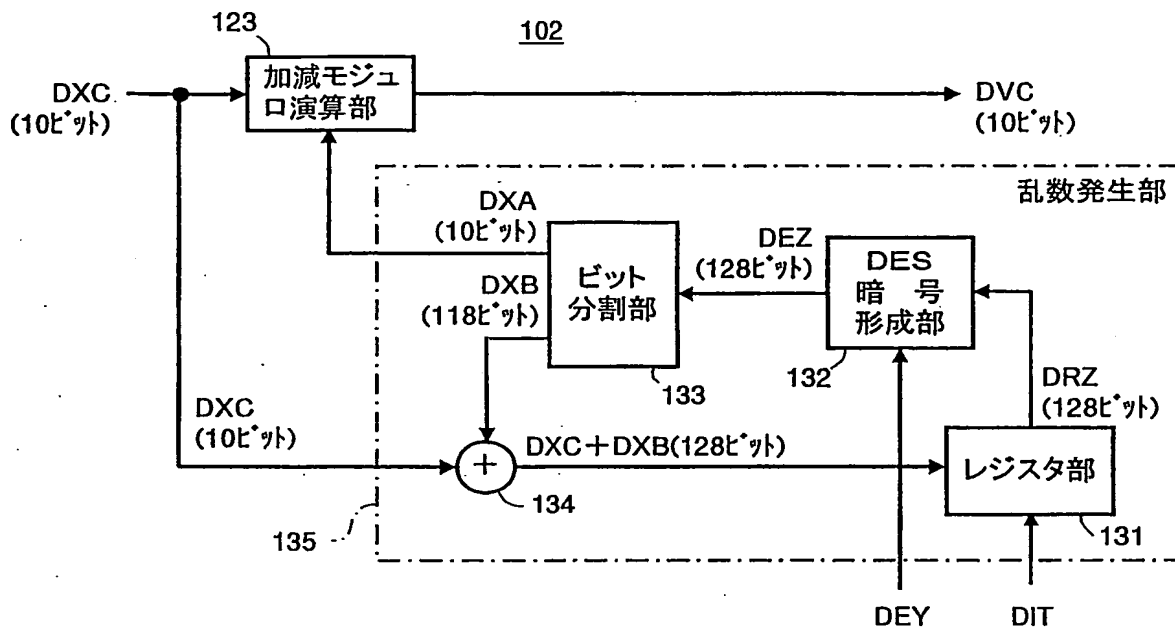 123
102
加減モジュ
ロ演算部
DXC
(10ビット)
DVC
(10ビット)
乱数発生部
DXA
(10ビット)
DXB
(118ビット)
ビット
分割部
133
DEZ
(128ビット)
DES
暗 号
形成部
132
DRZ
(128ビット)
DXC
(10ビット)
+
134
DXC+DXB(128ビット)
レジスタ部
131
135
DEY
DIT